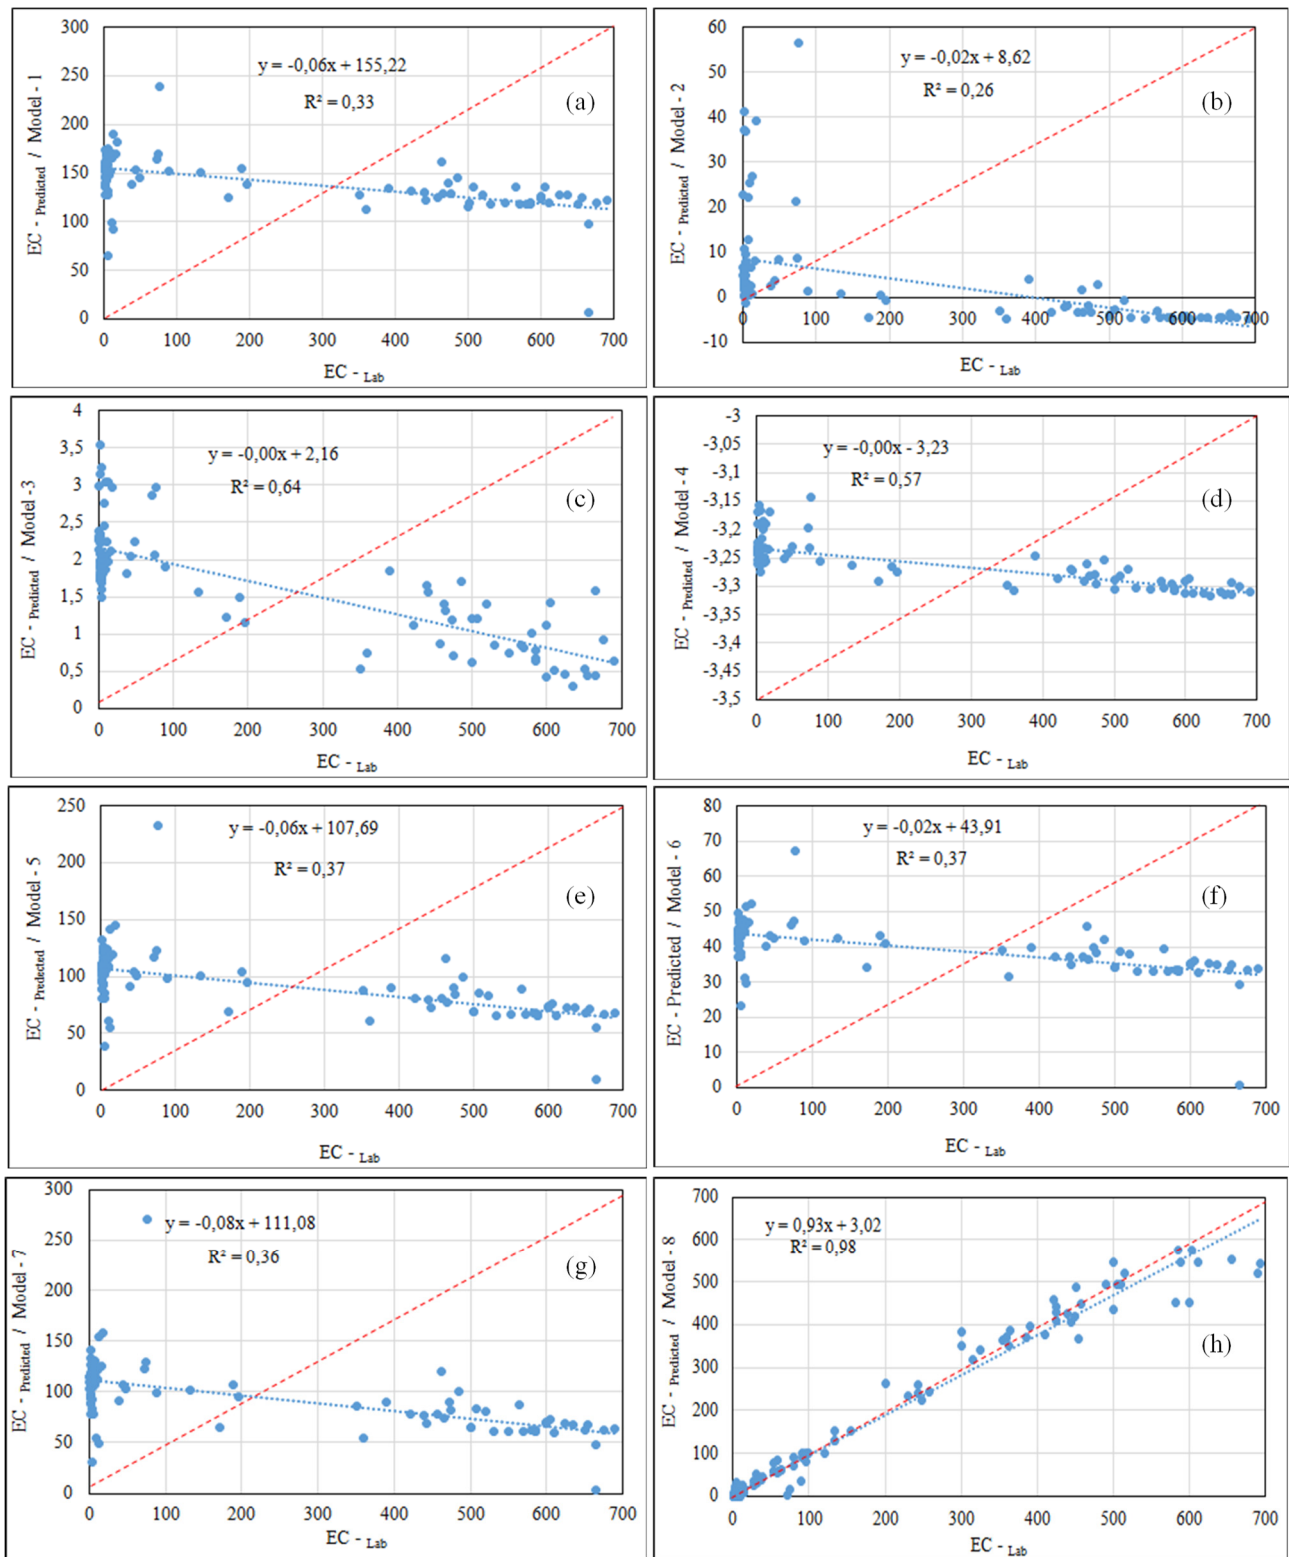 300
250
200
150
100
50
0
0 100 200 300 400 500 600 700
EC - Predicted / Model - 1
EC - Lab
y = -0,06x + 155,22
R² = 0,33
(a)
60
50
40
30
20
10
0
-10
0 100 200 300 400 500 600 700
EC - Predicted / Model - 2
EC - Lab
y = -0,02x + 8,62
R² = 0,26
(b)
4
3,5
3
2,5
2
1,5
1
0,5
0
0 100 200 300 400 500 600 700
EC - Predicted / Model -3
EC - Lab
y = -0,00x + 2,16
R² = 0,64
(c)
-3
-3,05
-3,1
-3,15
-3,2
-3,25
-3,3
-3,35
-3,4
-3,45
-3,5
0 100 200 300 400 500 600 700
EC - Predicted / Model - 4
EC - Lab
y = -0,00x - 3,23
R² = 0,57
(d)
250
200
150
100
50
0
0 100 200 300 400 500 600 700
EC - Predicted / Model - 5
EC - Lab
y = -0,06x + 107,69
R² = 0,37
(e)
80
70
60
50
40
30
20
10
0
0 100 200 300 400 500 600 700
EC - Predicted / Model - 6
EC - Lab
y = -0,02x + 43,91
R² = 0,37
(f)
300
250
200
150
100
50
0
0 100 200 300 400 500 600 700
EC - Predicted / Model - 7
EC - Lab
y = -0,08x + 111,08
R² = 0,36
(g)
700
600
500
400
300
200
100
0
0 100 200 300 400 500 600 700
EC - Predicted / Model - 8
EC - Lab
y = 0,93x + 3,02
R² = 0,98
(h)